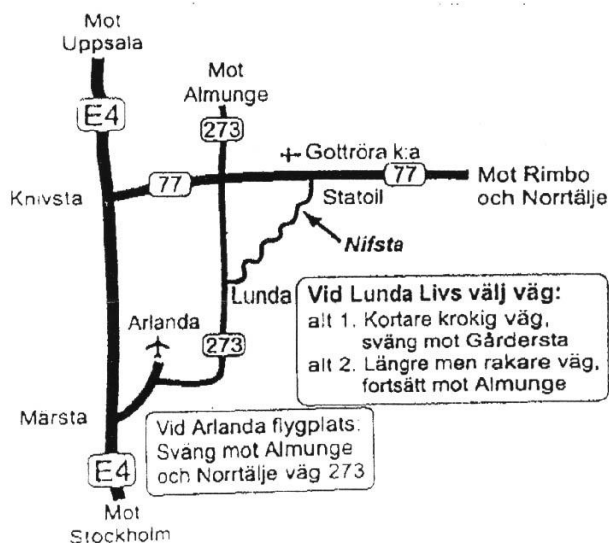 Mot
Uppsala
Mot
Almunge
E4
273
Gottröra k:a
77
77
Mot Rimbo
och Norrtälje
Knivsta
Statoil
Nifsta
Lunda
Vid Lunda Livs välj väg:
alt 1. Kortare krokig väg,
sväng mot Gårdersta
alt 2. Längre men rakare väg,
fortsätt mot Almunge
Arlanda
273
Märsta
Vid Arlanda flygplats:
Sväng mot Almunge
och Norrtälje väg 273
E4
Mot
Stockholm